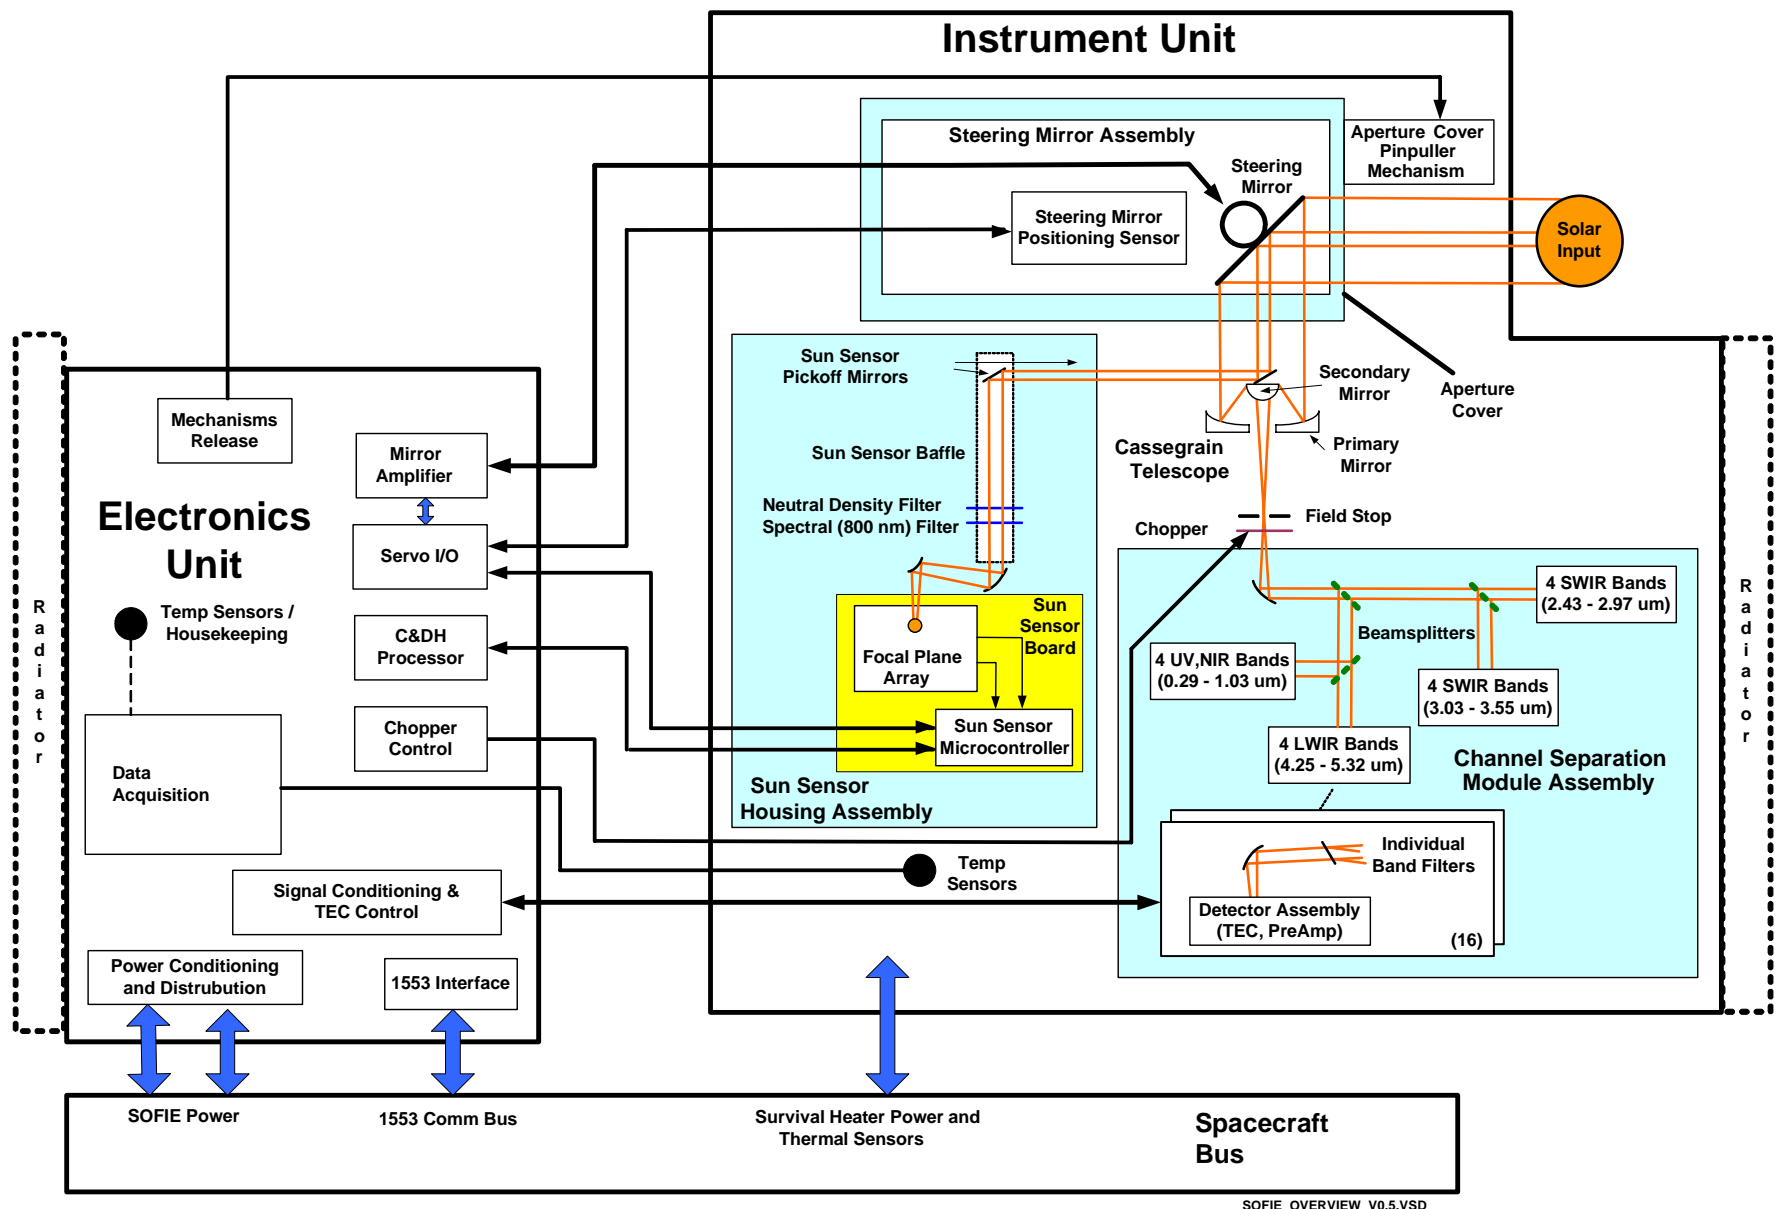 Instrument Unit
Steering Mirror Assembly
Aperture Cover
Pinpuller
Mechanism
Steering
Mirror
Steering Mirror
Positioning Sensor
Solar
Input
Sun Sensor
Pickoff Mirrors
Secondary
Mirror
Aperture
Cover
Mechanisms
Release
Mirror
Amplifier
Sun Sensor Baffle
Cassegrain
Telescope
Primary
Mirror
Electronics
Unit
Neutral Density Filter
Spectral (800 nm) Filter
Chopper
Field Stop
Servo I/O
Radiator
Temp Sensors /
Housekeeping
C&DH
Processor
Sun
Sensor
Board
Focal Plane
Array
4 SWIR Bands
(2.43 - 2.97 um)
Beamsplitters
4 UV,NIR Bands
(0.29 - 1.03 um)
4 SWIR Bands
(3.03 - 3.55 um)
Radiator
Chopper
Control
Sun Sensor
Microcontroller
4 LWIR Bands
(4.25 - 5.32 um)
Channel Separation
Module Assembly
Data
Acquisition
Sun Sensor
Housing Assembly
Temp
Sensors
Individual
Band Filters
Signal Conditioning &
TEC Control
Detector Assembly
(TEC, PreAmp)
(16)
Power Conditioning
and Distrubution
1553 Interface
SOFIE Power
1553 Comm Bus
Survival Heater Power and
Thermal Sensors
Spacecraft
Bus
SOFIE_OVERVIEW_V0.5.VSD